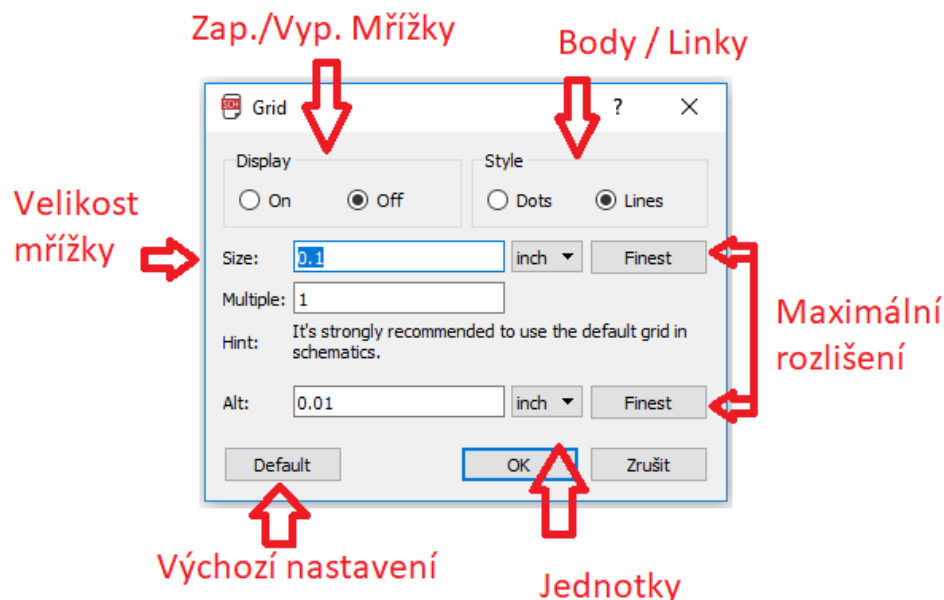 Zap./Vyp. Mřížky
Body / Linky
SCH Grid ? ×
Display
Style
On Off
Dots Lines
Velikost
mřížky
Size: 0.1 inch Finest
Multiple: 1
Hint: It's strongly recommended to use the default grid in
schematics.
Maximální
rozlišení
Alt: 0.01 inch Finest
Default OK Zrušit
Výchozí nastavení
Jednotky